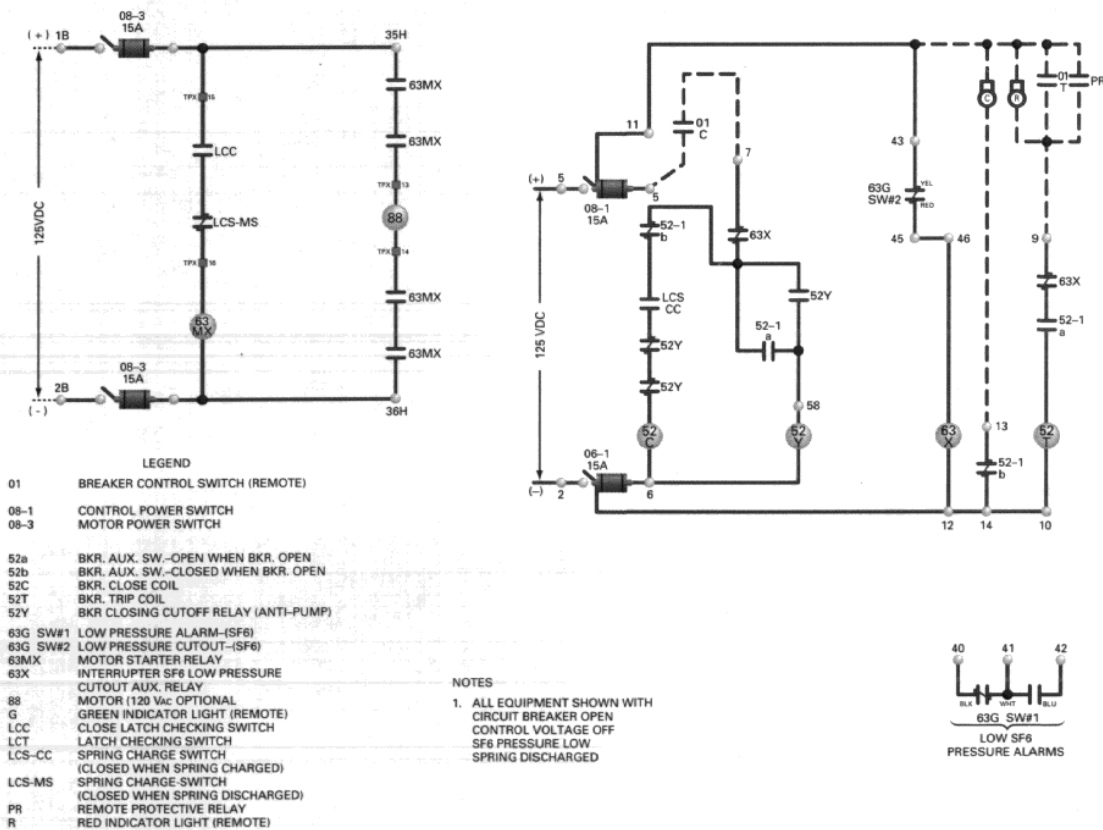 08-3
15A
(+) 1B
35H
63MX
TPX 15
63MX
LCC
TPX 13
88
125VDC
LCS-MS
TPX 14
TPX 16
63MX
63
MX
63MX
08-3
15A
2B
(-)
36H
01
C
11
7
(+)
5
5
08-1
15A
52-1
b
63X
LCS
CC
52Y
52-1
a
52Y
52Y
125 VDC
58
52
C
52
Y
06-1
15A
(-)
2
6
43
63G
SW#2
YEL
RED
45
46
C
R
01
T
PR
9
63X
52-1
a
63
X
13
52
T
52-1
b
12
14
10
LEGEND
01 BREAKER CONTROL SWITCH (REMOTE)
08-1 CONTROL POWER SWITCH
08-3 MOTOR POWER SWITCH
52a BKR. AUX. SW.-OPEN WHEN BKR. OPEN
52b BKR. AUX. SW.-CLOSED WHEN BKR. OPEN
52C BKR. CLOSE COIL
52T BKR. TRIP COIL
52Y BKR CLOSING CUTOFF RELAY (ANTI-PUMP)
63G SW#1 LOW PRESSURE ALARM-(SF6)
63G SW#2 LOW PRESSURE CUTOUT-(SF6)
63MX MOTOR STARTER RELAY
63X INTERRUPTER SF6 LOW PRESSURE
CUTOUT AUX. RELAY
88 MOTOR (120 VAC OPTIONAL
G GREEN INDICATOR LIGHT (REMOTE)
LCC CLOSE LATCH CHECKING SWITCH
LCT LATCH CHECKING SWITCH
LCS-CC SPRING CHARGE SWITCH
(CLOSED WHEN SPRING CHARGED)
LCS-MS SPRING CHARGE-SWITCH
(CLOSED WHEN SPRING DISCHARGED)
PR REMOTE PROTECTIVE RELAY
R RED INDICATOR LIGHT (REMOTE)
NOTES
1. ALL EQUIPMENT SHOWN WITH
CIRCUIT BREAKER OPEN
CONTROL VOLTAGE OFF
SF6 PRESSURE LOW
SPRING DISCHARGED
40 41 42
BLK WHT BLU
63G SW#1
LOW SF6
PRESSURE ALARMS